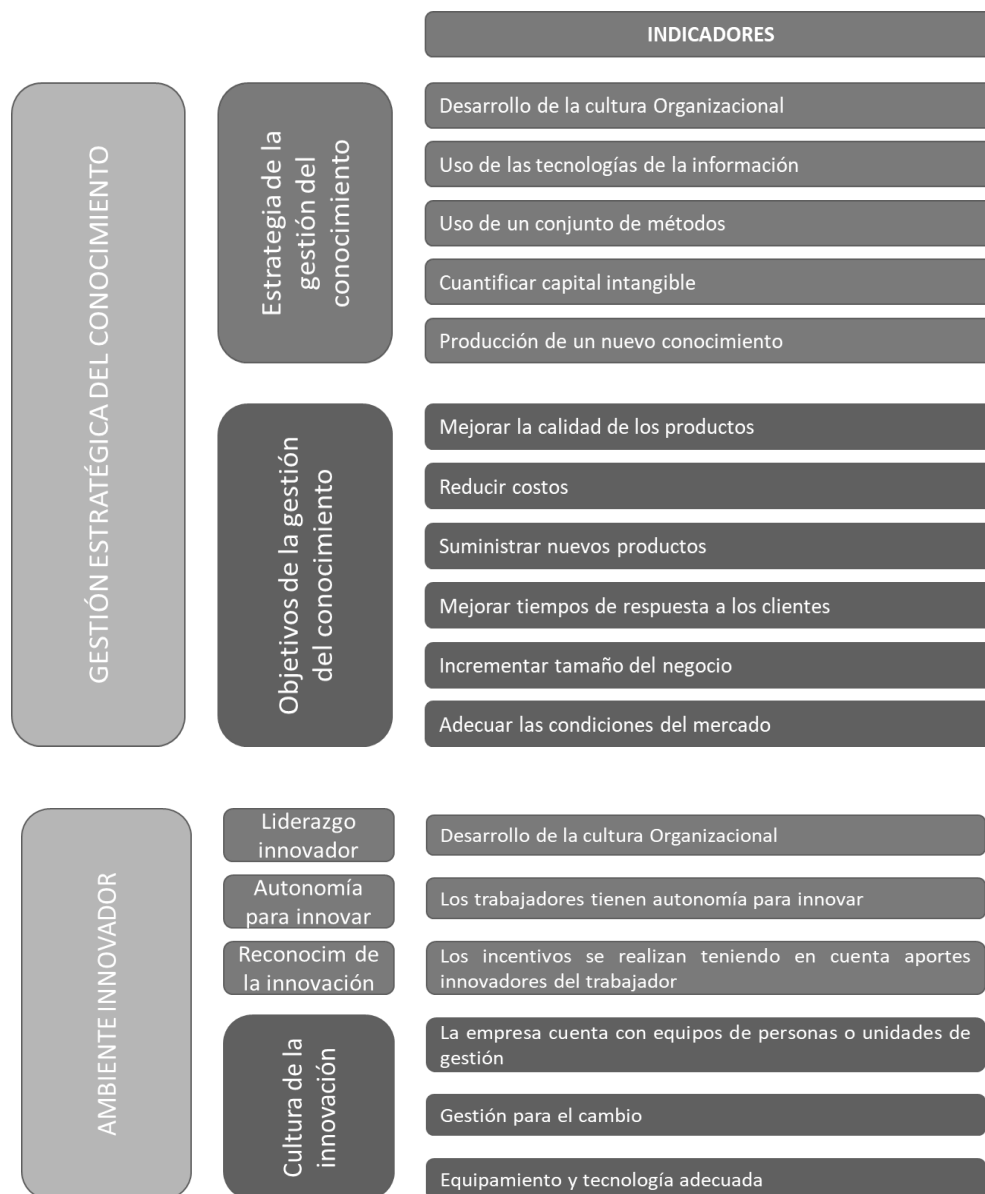 INDICADORES
GESTIÓN ESTRATÉGICA DEL CONOCIMIENTO
Estrategia de la
gestión del
conocimiento
Desarrollo de la cultura Organizacional
Uso de las tecnologías de la información
Uso de un conjunto de métodos
Cuantificar capital intangible
Producción de un nuevo conocimiento
Objetivos de la gestión
del conocimiento
Mejorar la calidad de los productos
Reducir costos
Suministrar nuevos productos
Mejorar tiempos de respuesta a los clientes
Incrementar tamaño del negocio
Adecuar las condiciones del mercado
AMBIENTE INNOVADOR
Liderazgo
innovador
Desarrollo de la cultura Organizacional
Autonomía
para innovar
Los trabajadores tienen autonomía para innovar
Reconocim de
la innovación
Los incentivos se realizan teniendo en cuenta aportes
innovadores del trabajador
Cultura de la
innovación
La empresa cuenta con equipos de personas o unidades de
gestión
Gestión para el cambio
Equipamiento y tecnología adecuada